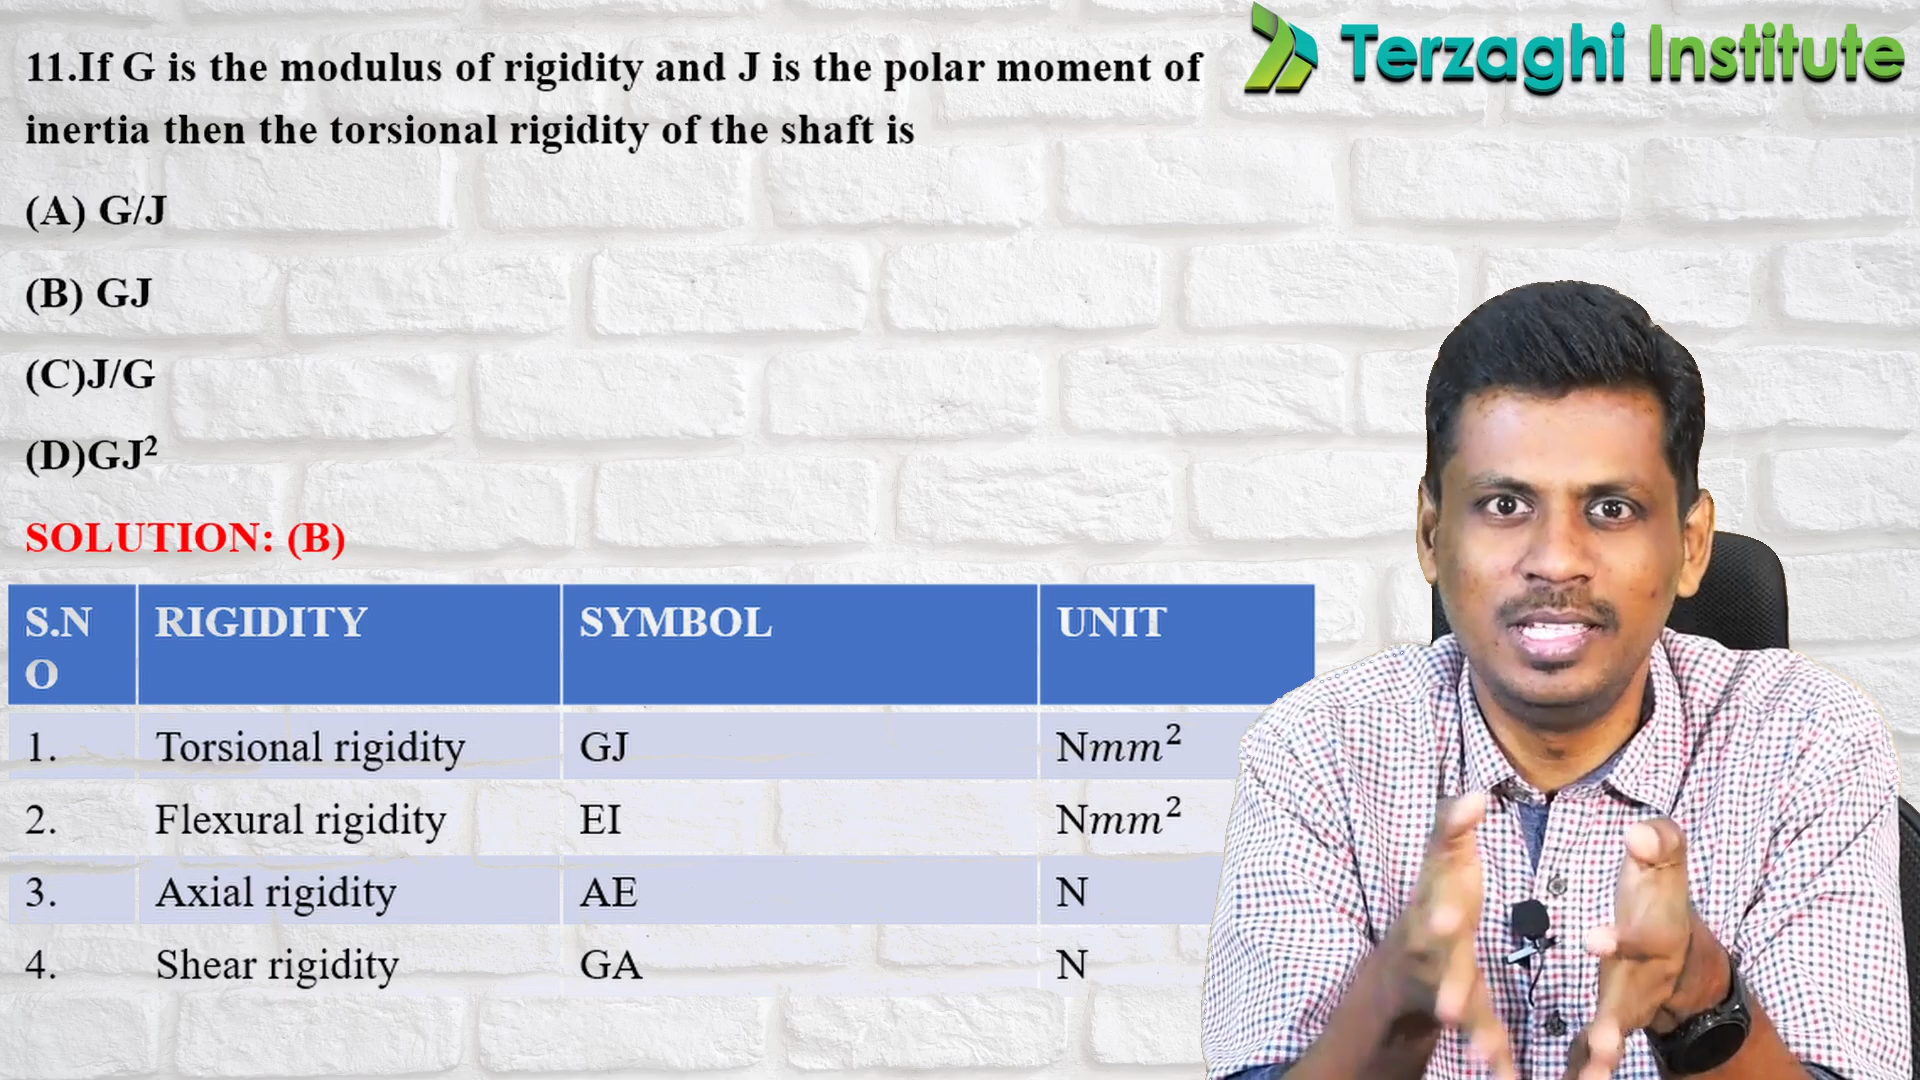 Terzaghi Institute
11.If G is the modulus of rigidity and J is the polar moment of
inertia then the torsional rigidity of the shaft is
(A) G/J
(B) GJ
(C)J/G
(D)GJ²
SOLUTION: (B)
S.N
O
RIGIDITY
SYMBOL
UNIT
1. Torsional rigidity GJ Nmm²
2. Flexural rigidity EI Nmm²
3. Axial rigidity AE N
4. Shear rigidity GA N